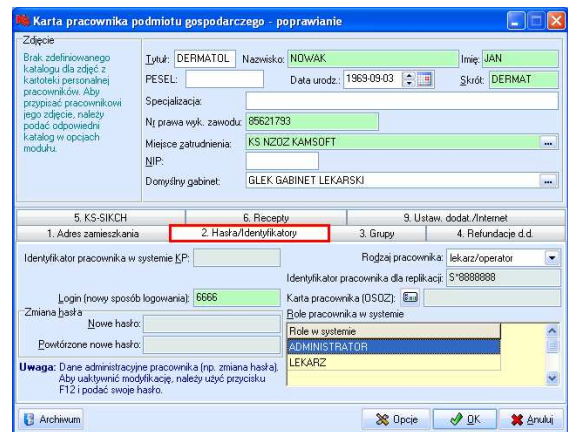 Karta pracownika podmiotu gospodarczego - poprawianie
Zdjęcie
Brak zdefiniowanego
katalogu dla zdjęć z
kartoteki personalnej
pracowników. Aby
przypisać pracownikowi
jego zdjęcie, należy
podać odpowiedni
katalog w opcjach
modułu.
Tytuł: DERMATOL Nazwisko: NOWAK Imię: JAN
PESEL: Data urodz.: 1969-09-03 Skrót: DERMAT
Specjalizacja:
Nr prawa wyk. zawodu: 85621793
Miejsce zatrudnienia: KS NZOZ KAMSOFT ...
NIP:
Domyślny gabinet: GLEK GABINET LEKARSKI ...
5. KS-SIKCH 6. Recepty 9. Ustaw. dodat./Internet
1. Adres zamieszkania 2. Hasła/Identyfikatory 3. Grupy 4. Refundacje d.d.
Identyfikator pracownika w systemie KP: Rodzaj pracownika: lekarz/operator
Identyfikator pracownika dla replikacji: S*8888888
Login (nowy sposób logowania): 6666 Karta pracownika (OSOZ):
Zmiana hasła Role pracownika w systemie
Nowe hasło: Role w systemie
Powtórzone nowe hasło: ADMINISTRATOR
LEKARZ
Uwaga: Dane administracyjne pracownika (np. zmiana hasła).
Aby uaktywnić modyfikację, należy użyć przycisku
F12 i podać swoje hasło.
Archiwum Opcje OK Anuluj